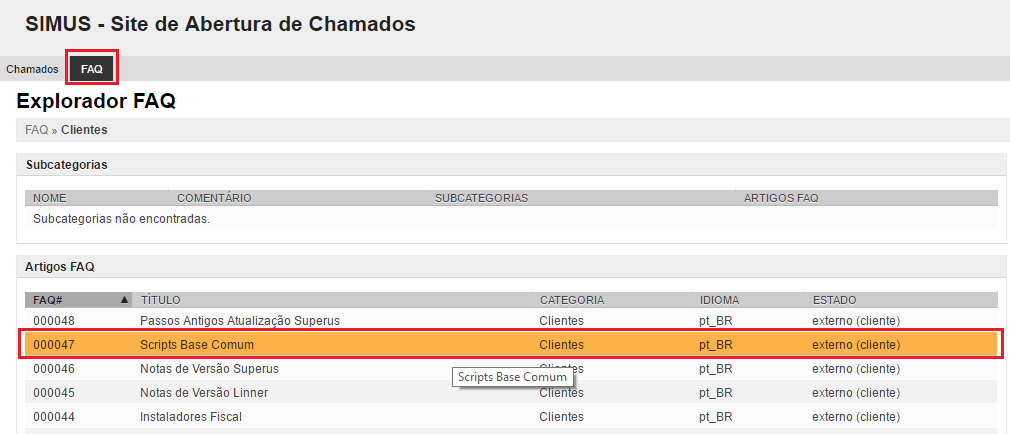 SIMUS - Site de Abertura de Chamados
Chamados FAQ
Explorador FAQ
FAQ » Clientes
Subcategorias
NOME COMENTÁRIO SUBCATEGORIAS ARTIGOS FAQ
Subcategorias não encontradas.
Artigos FAQ
FAQ# ▲ TÍTULO CATEGORIA IDIOMA ESTADO
000048 Passos Antigos Atualização Superus Clientes pt_BR externo (cliente)
000047 Scripts Base Comum Clientes pt_BR externo (cliente)
000046 Notas de Versão Superus Clientes pt_BR externo (cliente)
Scripts Base Comum
000045 Notas de Versão Linner Clientes pt_BR externo (cliente)
000044 Instaladores Fiscal Clientes pt_BR externo (cliente)